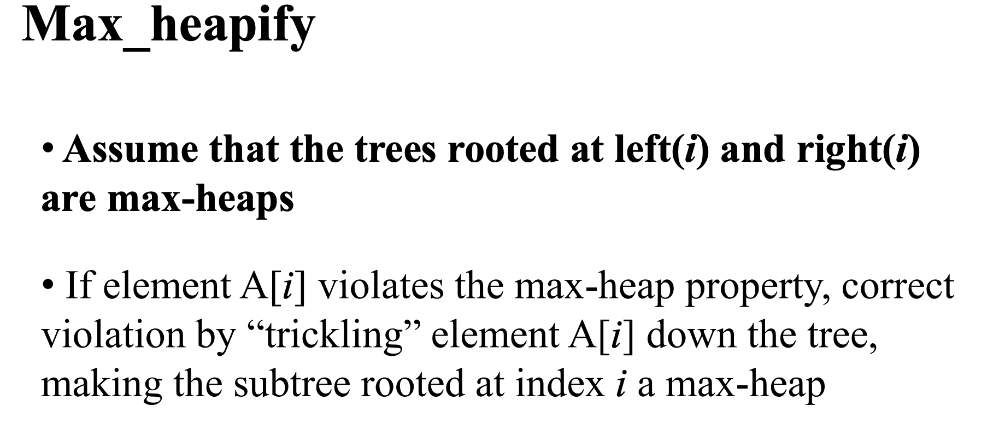 Max_heapify
• Assume that the trees rooted at left(i) and right(i)
are max-heaps
• If element A[i] violates the max-heap property, correct
violation by “trickling” element A[i] down the tree,
making the subtree rooted at index i a max-heap